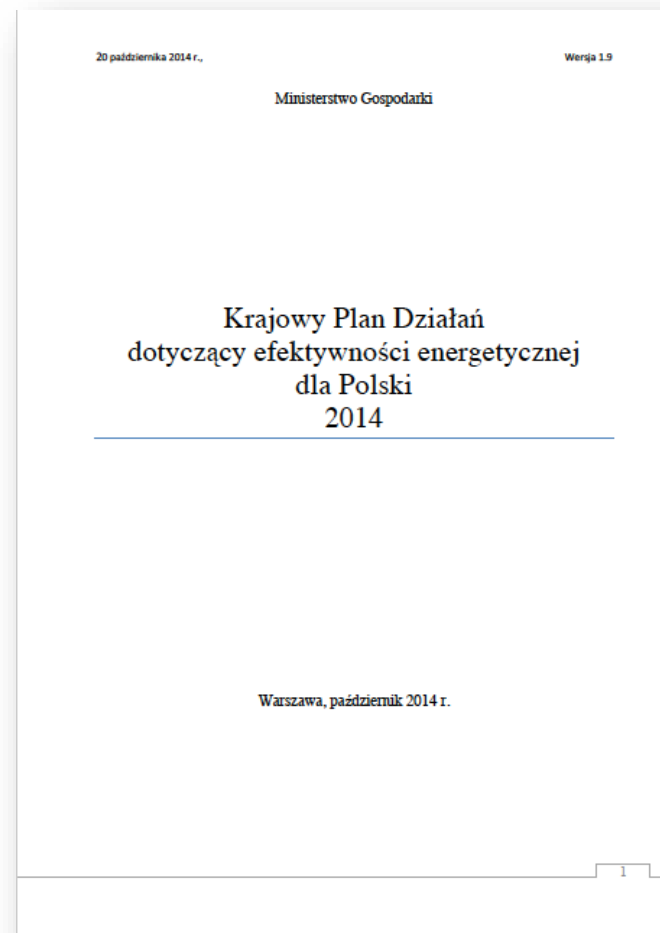 20 października 2014 r.,
Wersja 1.9
Ministerstwo Gospodarki
Krajowy Plan Działań
dotyczący efektywności energetycznej
dla Polski
2014
Warszawa, październik 2014 r.
1